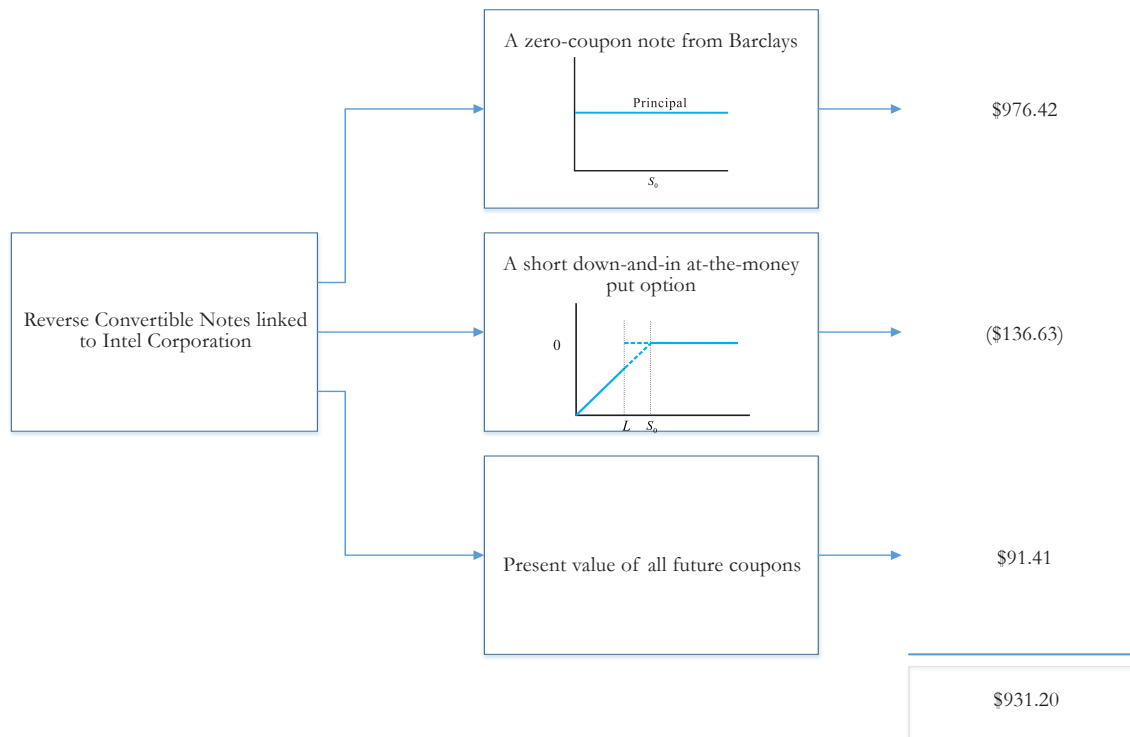 Reverse Convertible Notes linked
to Intel Corporation
A zero-coupon note from Barclays
Principal
S₀
$976.42
A short down-and-in at-the-money
put option
0
L S₀
($136.63)
Present value of all future coupons
$91.41
$931.20